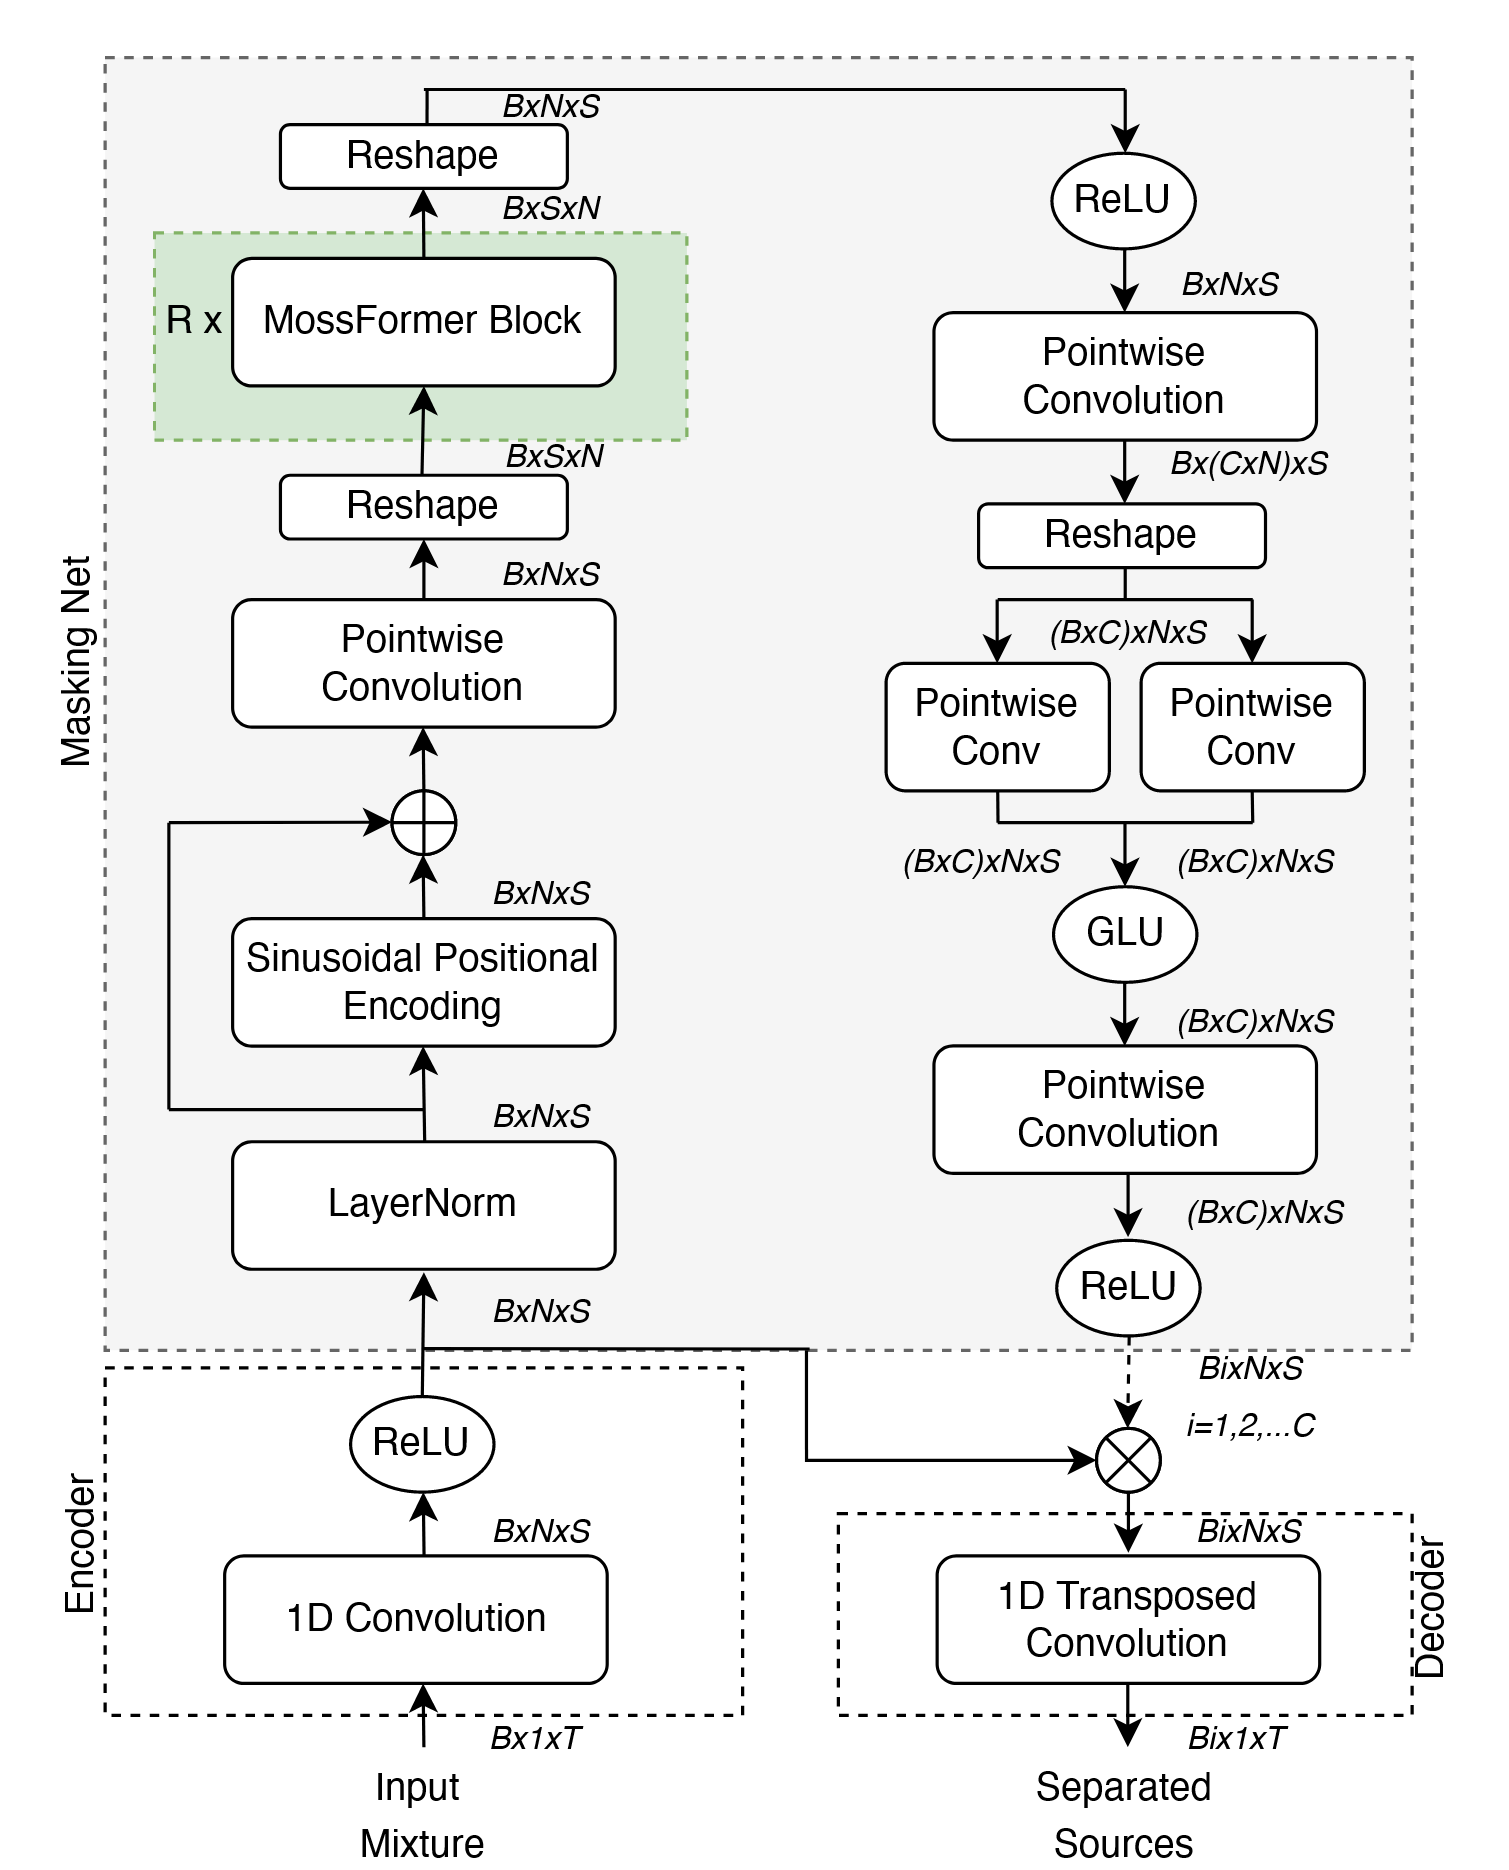 BxNxS
Reshape
BxSxN
R x
MossFormer Block
BxSxN
Reshape
BxNxS
Pointwise
Convolution
BxNxS
Sinusoidal Positional
Encoding
BxNxS
LayerNorm
BxNxS
Masking Net
ReLU
BxNxS
Pointwise
Convolution
Bx(CxN)xS
Reshape
(BxC)xNxS
Pointwise
Conv
Pointwise
Conv
(BxC)xNxS
(BxC)xNxS
GLU
(BxC)xNxS
Pointwise
Convolution
(BxC)xNxS
ReLU
BixNxS
i=1,2,...C
Encoder
ReLU
BxNxS
1D Convolution
Bx1xT
Input
Mixture
BixNxS
1D Transposed
Convolution
Decoder
Bix1xT
Separated
Sources